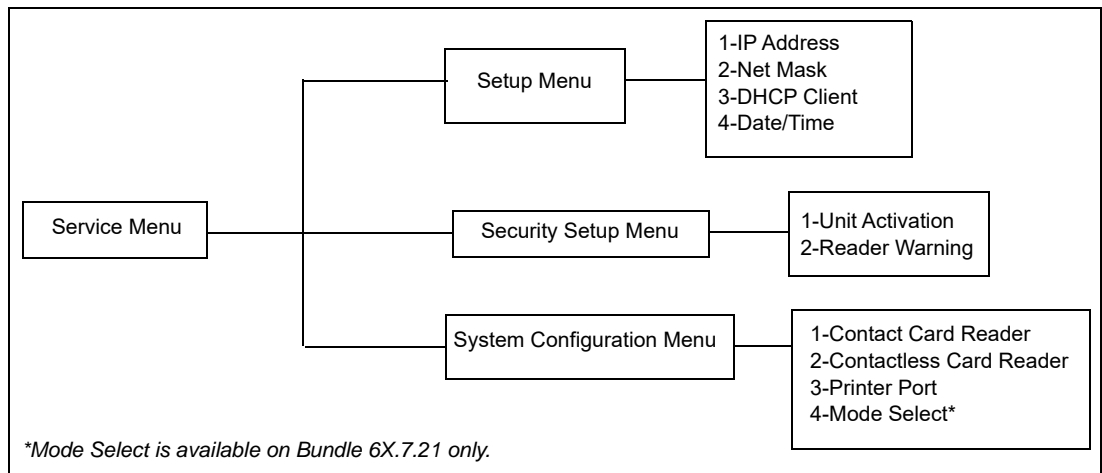 Service Menu
Setup Menu
1-IP Address
2-Net Mask
3-DHCP Client
4-Date/Time
Security Setup Menu
1-Unit Activation
2-Reader Warning
System Configuration Menu
1-Contact Card Reader
2-Contactless Card Reader
3-Printer Port
4-Mode Select*
*Mode Select is available on Bundle 6X.7.21 only.